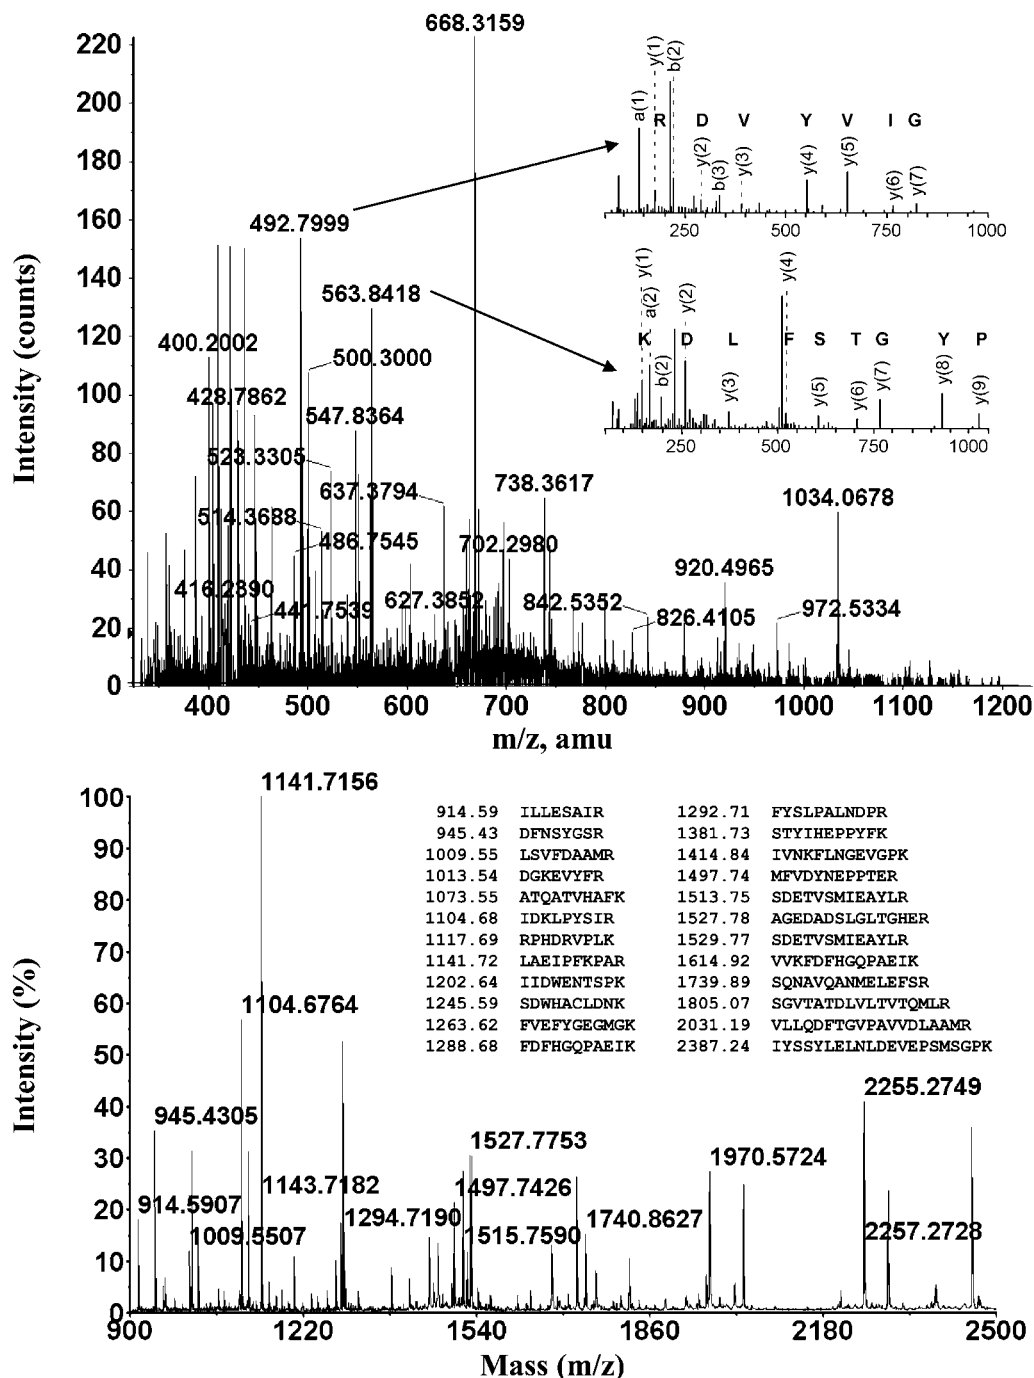 668.3159
220
200
180
160
140
120
100
80
60
40
20
0
Intensity (counts)
492.7999
563.8418
400.2002
500.3000
428.7862
547.8364
523.3305
637.3794
738.3617
514.3688
486.7545
702.2980
1034.0678
416.2890
441.7539
627.3852
920.4965
842.5352
826.4105
972.5334
400 500 600 700 800 900 1000 1100 1200
m/z, amu
a(1) y(1) b(2) y(2) b(3) y(3) y(4) y(5) y(6) y(7)
R D V Y V I G
250 500 750 1000
y(1) a(2) b(2) y(2) y(3) y(4) y(5) y(6) y(7) y(8) y(9)
K D L F S T G Y P
250 500 750 1000
1141.7156
100
90
80
70
60
50
40
30
20
10
0
Intensity (%)
914.59 ILLESAIR 1292.71 FYSLPALNDPR
945.43 DFNSYGSR 1381.73 STYIHEPPYFK
1009.55 LSVFDAAMR 1414.84 IVNKFLNGEVGPK
1013.54 DGKEVYFR 1497.74 MFVDYNEPPTER
1073.55 ATQATVHAFK 1513.75 SDETVSMIEAYLR
1104.68 IDKLPYSIR 1527.78 AGEDADSLGLTGHER
1117.69 RPHDRVPLK 1529.77 SDETVSMIEAYLR
1141.72 LAEIPFKPAR 1614.92 VVKFDFHGQPAEIK
1202.64 IIDWENTSPK 1739.89 SQNAVQANMELEFSR
1245.59 SDWHACLDNK 1805.07 SGVTATDLVLTVTQMLR
1263.62 FVEFYGEGMGK 2031.19 VLLQDFTGVPAVVDLAAMR
1288.68 FDFHGQPAEIK 2387.24 IYSSYLELNLDEVEPSMSGPK
1104.6764
945.4305
2255.2749
1527.7753
1970.5724
1143.7182
1497.7426
914.5907
1294.7190
1740.8627
1009.5507
1515.7590
2257.2728
900 1220 1540 1860 2180 2500
Mass (m/z)